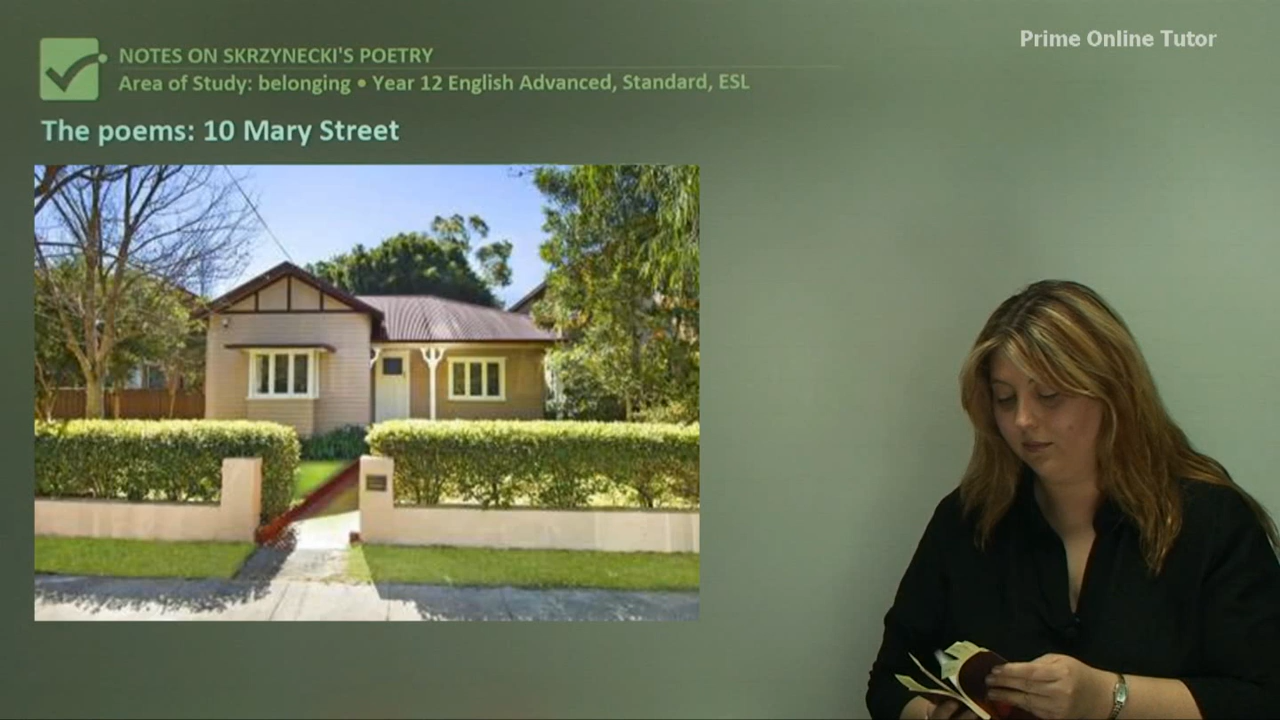 Prime Online Tutor
NOTES ON SKRZYNECKI'S POETRY
Area of Study: belonging • Year 12 English Advanced, Standard, ESL
The poems: 10 Mary Street